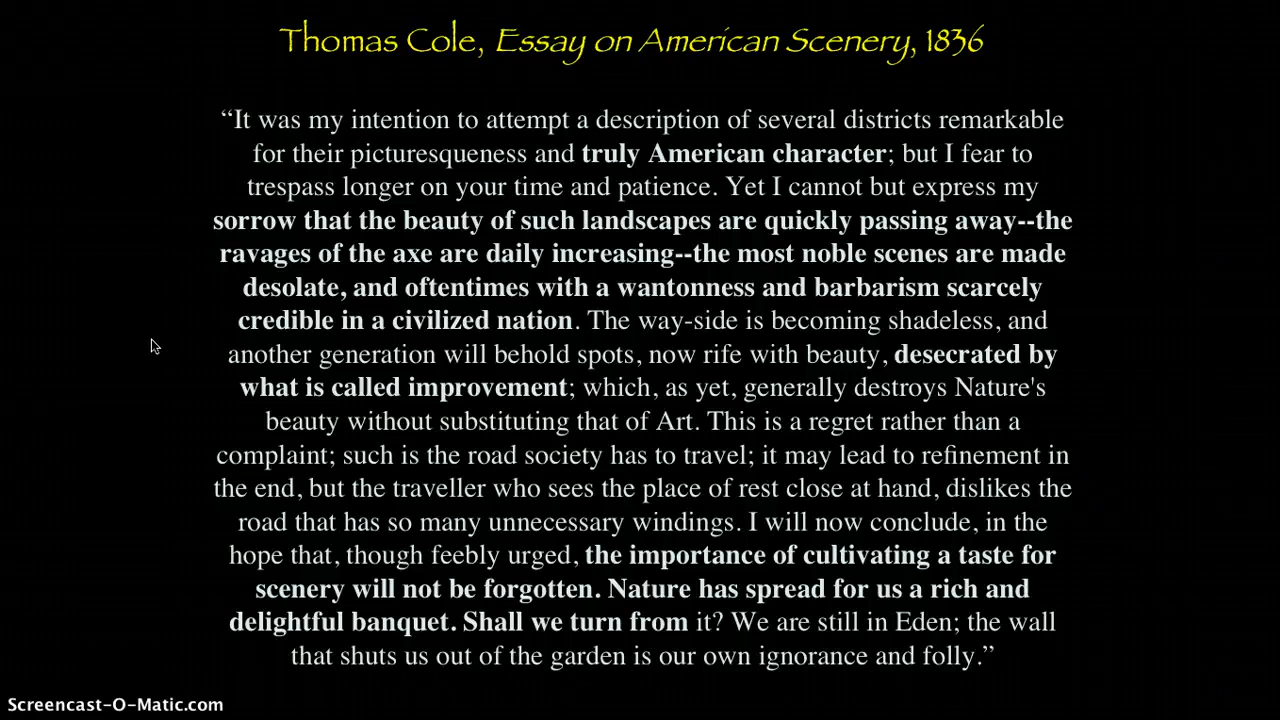 Thomas Cole, Essay on American Scenery, 1836
“It was my intention to attempt a description of several districts remarkable
for their picturesqueness and truly American character; but I fear to
trespass longer on your time and patience. Yet I cannot but express my
sorrow that the beauty of such landscapes are quickly passing away--the
ravages of the axe are daily increasing--the most noble scenes are made
desolate, and oftentimes with a wantonness and barbarism scarcely
credible in a civilized nation. The way-side is becoming shadeless, and
another generation will behold spots, now rife with beauty, desecrated by
what is called improvement; which, as yet, generally destroys Nature's
beauty without substituting that of Art. This is a regret rather than a
complaint; such is the road society has to travel; it may lead to refinement in
the end, but the traveller who sees the place of rest close at hand, dislikes the
road that has so many unnecessary windings. I will now conclude, in the
hope that, though feebly urged, the importance of cultivating a taste for
scenery will not be forgotten. Nature has spread for us a rich and
delightful banquet. Shall we turn from it? We are still in Eden; the wall
that shuts us out of the garden is our own ignorance and folly.”
Screencast-O-Matic.com